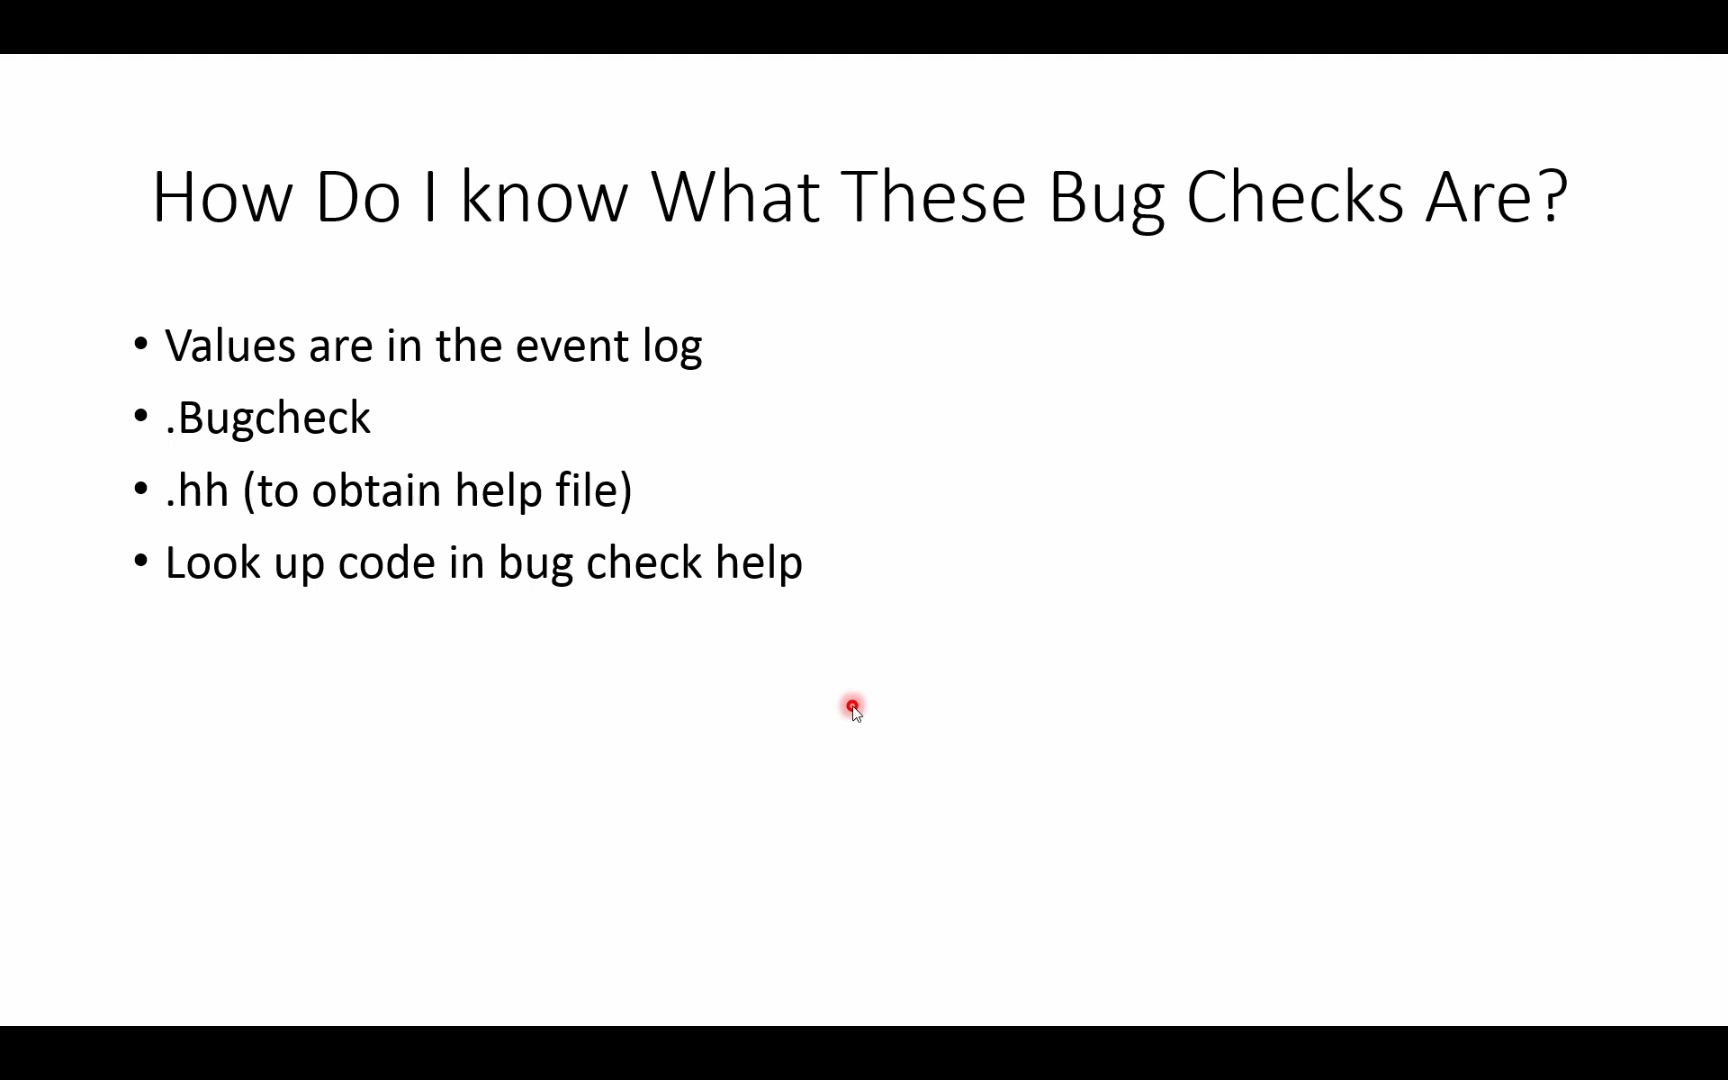 How Do I know What These Bug Checks Are?
• Values are in the event log
• .Bugcheck
• .hh (to obtain help file)
• Look up code in bug check help